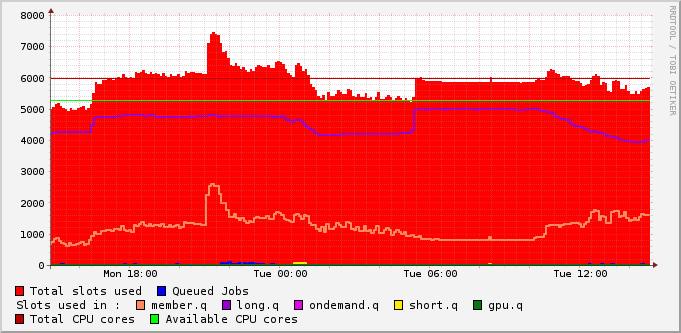 8000
7000
6000
5000
4000
3000
2000
1000
0
Mon 18:00 Tue 00:00 Tue 06:00 Tue 12:00
RRDTOOL / TOBI OETIKER
Total slots used Queued Jobs
Slots used in : member.q long.q ondemand.q short.q gpu.q
Total CPU cores Available CPU cores